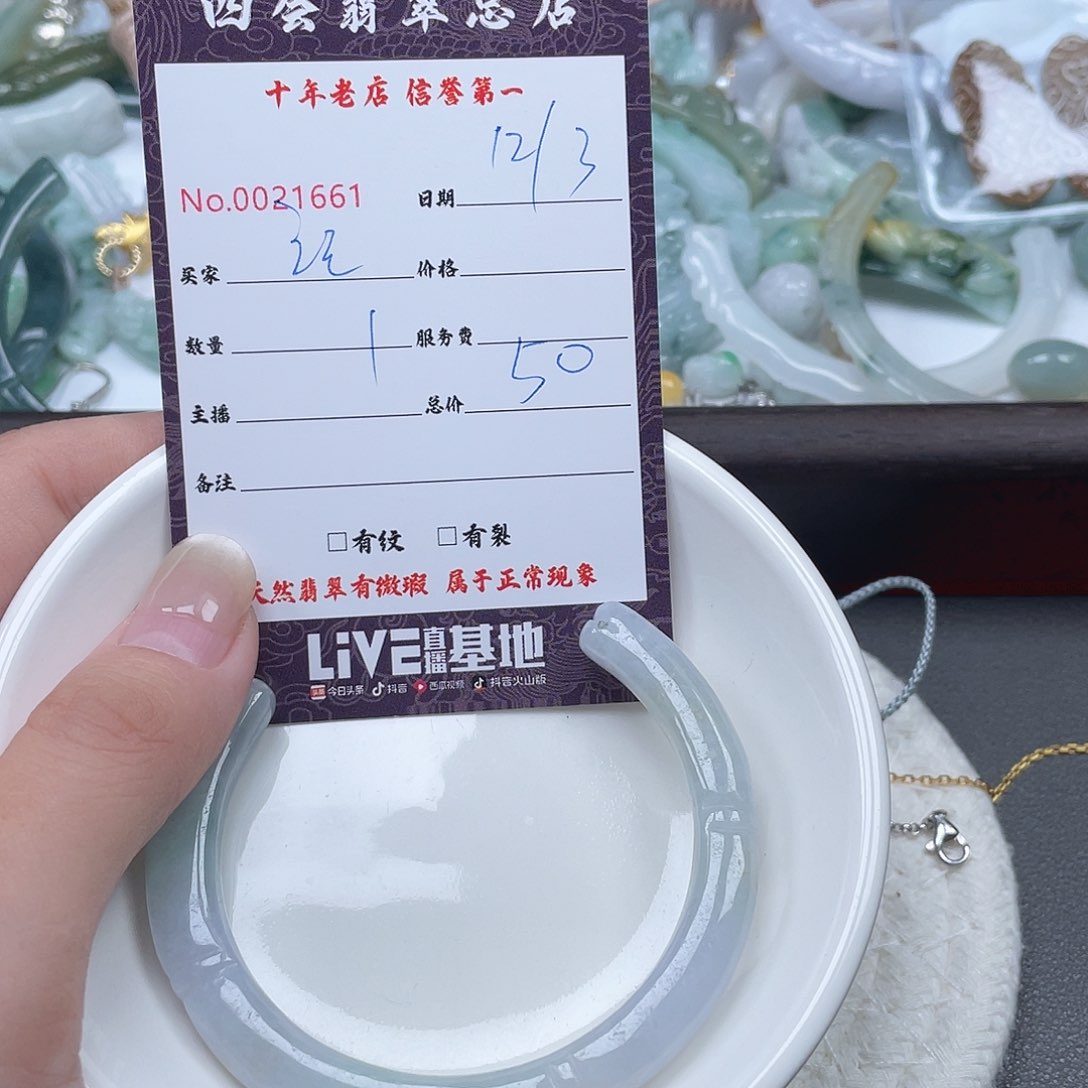 四会翡翠总店
十年老店 信誉第一
No.0021661 日期 12/3
买家 价格
数量 1 服务费
主播 总价 50
备注
□有纹 □有裂
天然翡翠有微瑕 属于正常现象
LiVE直播基地
今日头条 抖音 西瓜视频 抖音火山版